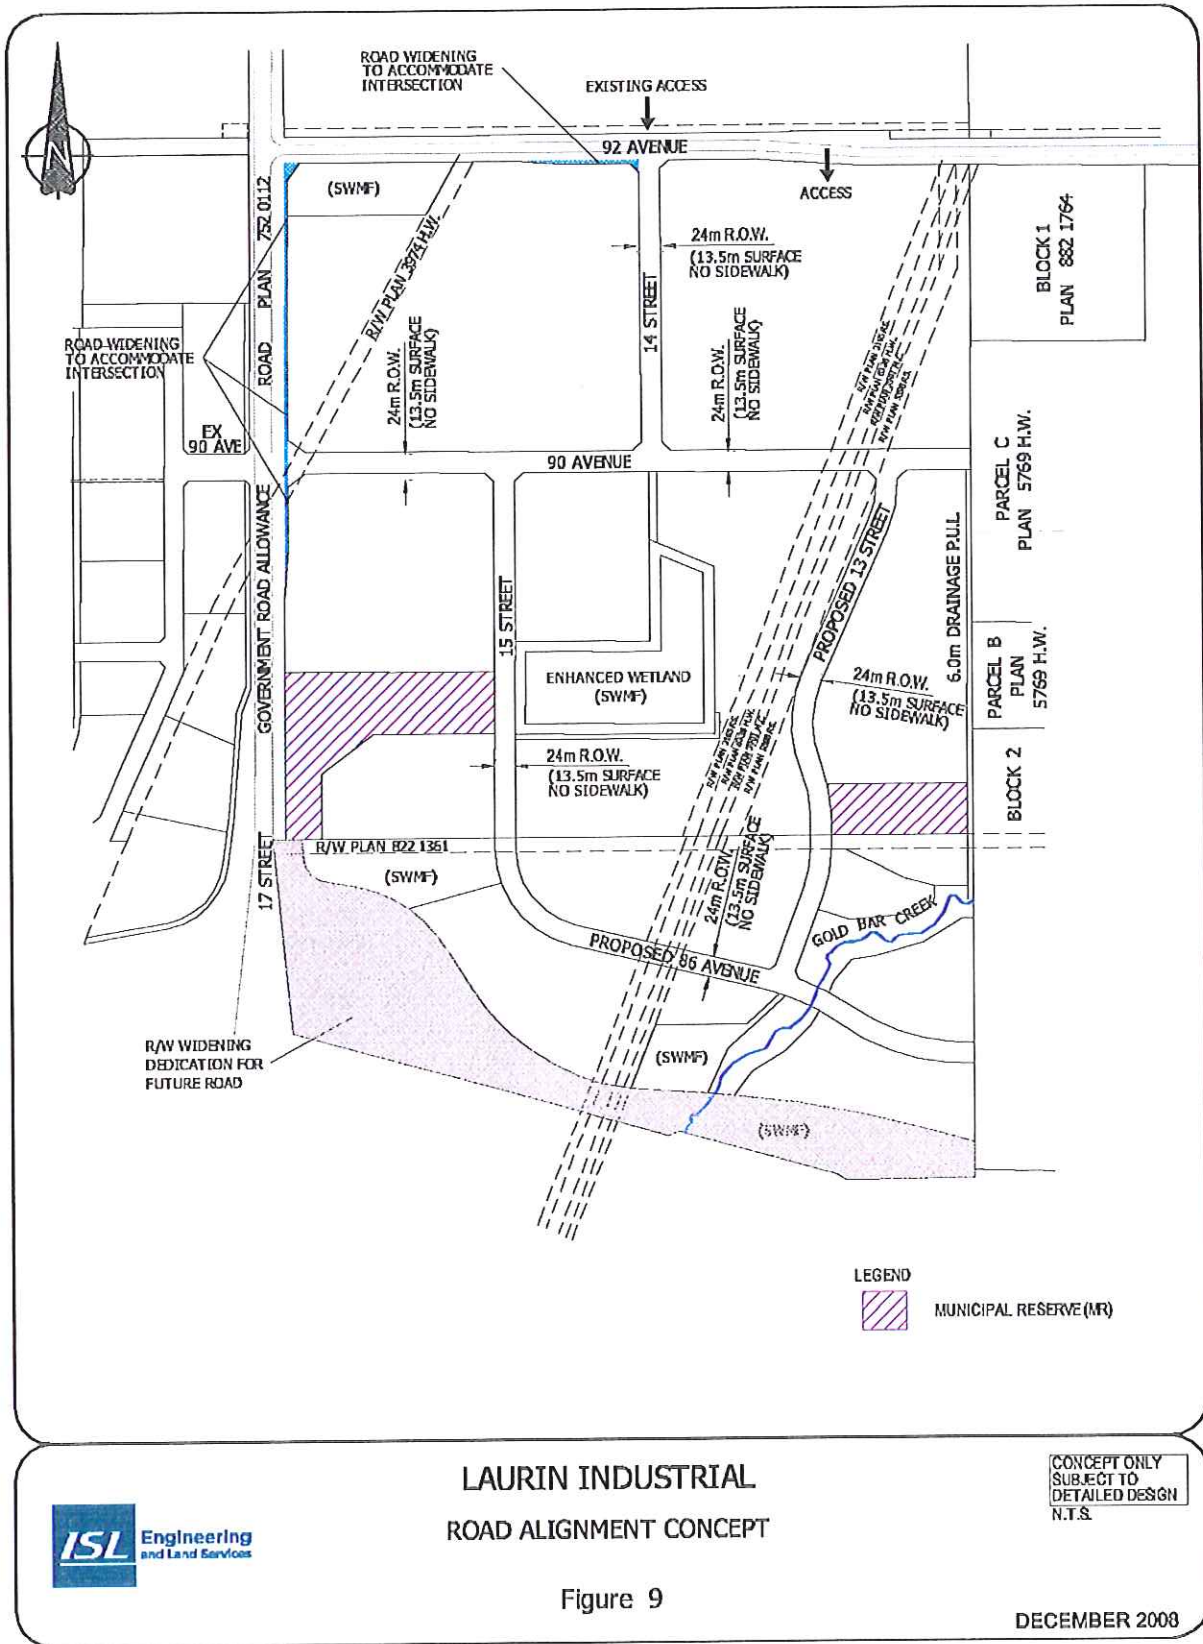 ROAD WIDENING
TO ACCOMMODATE
INTERSECTION
EXISTING ACCESS
92 AVENUE
ACCESS
N
(SWMF)
ROAD PLAN 752 0112
R/W PLAN 3974 H.W.
24m R.O.W.
(13.5m SURFACE
NO SIDEWALK)
14 STREET
BLOCK 1
PLAN 882 1764
ROAD WIDENING
TO ACCOMMODATE
INTERSECTION
24m R.O.W.
(13.5m SURFACE
NO SIDEWALK)
24m R.O.W.
(13.5m SURFACE
NO SIDEWALK)
EX
90 AVE
90 AVENUE
PARCEL C
PLAN 5769 H.W.
GOVERNMENT ROAD ALLOWANCE
15 STREET
PROPOSED 13 STREET
6.0m DRAINAGE P.U.L.
ENHANCED WETLAND
(SWMF)
24m R.O.W.
(13.5m SURFACE
NO SIDEWALK)
PARCEL B
PLAN
5769 H.W.
24m R.O.W.
(13.5m SURFACE
NO SIDEWALK)
BLOCK 2
17 STREET
R/W PLAN 822 1361
(SWMF)
24m R.O.W.
(13.5m SURFACE
NO SIDEWALK)
GOLD BAR CREEK
PROPOSED 86 AVENUE
R/W WIDENING
DEDICATION FOR
FUTURE ROAD
(SWMF)
(SWMF)
LEGEND
MUNICIPAL RESERVE (MR)
LAURIN INDUSTRIAL
ROAD ALIGNMENT CONCEPT
Figure 9
CONCEPT ONLY
SUBJECT TO
DETAILED DESIGN
N.T.S.
ISL Engineering
and Land Services
DECEMBER 2008